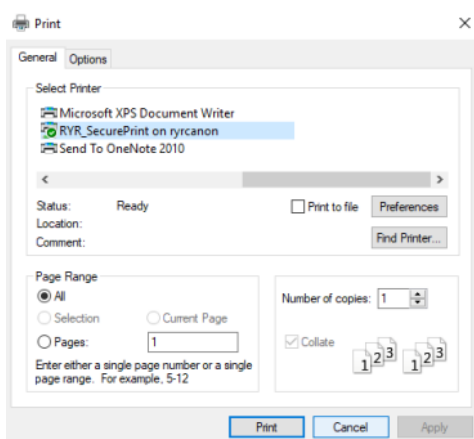 Print
General Options
Select Printer
Microsoft XPS Document Writer
RYR_SecurePrint on ryrcanon
Send To OneNote 2010
Status: Ready
Print to file Preferences
Location:
Comment:
Find Printer...
Page Range
All
Selection Current Page
Pages: 1
Enter either a single page number or a single
page range. For example, 5-12
Number of copies: 1
Collate
1 2 3 1 2 3
Print Cancel Apply